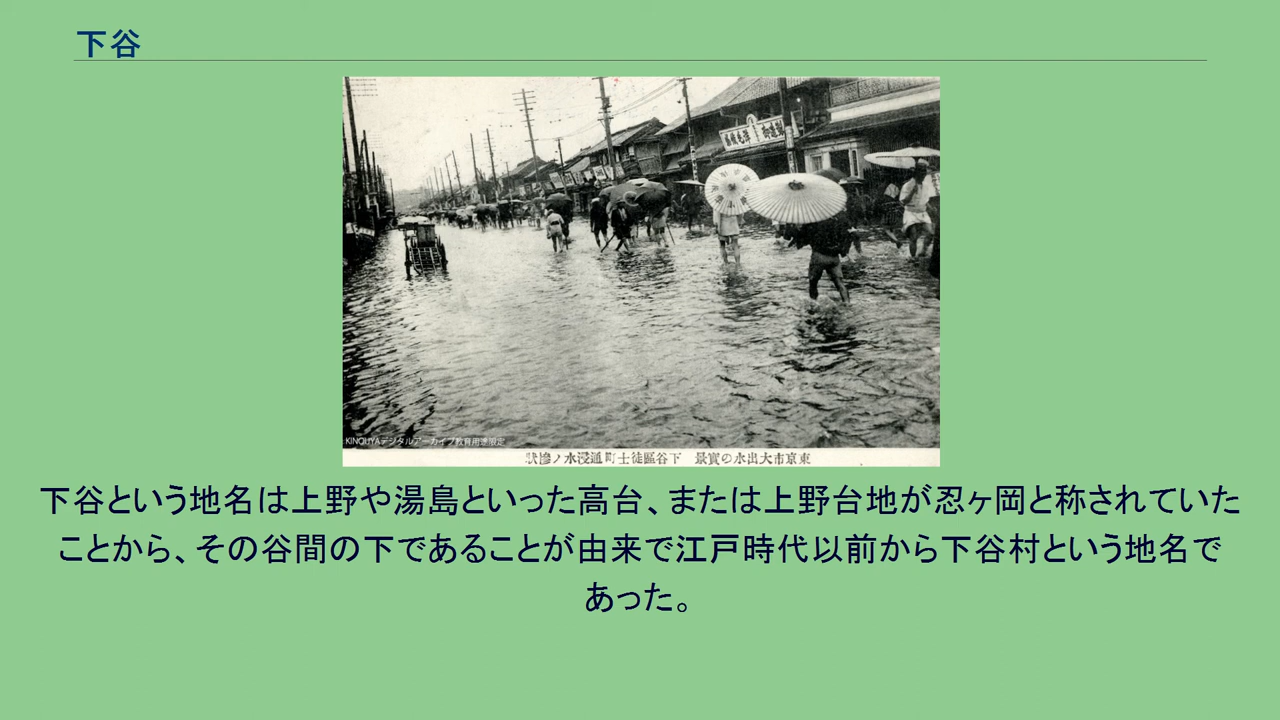 下谷
KINOUYAデジタルアーカイブ教育用途限定
東京市大出水の實景 下谷區徒士町通浸水ノ慘狀
下谷という地名は上野や湯島といった高台、または上野台地が忍ヶ岡と称されていた
ことから、その谷間の下であることが由来で江戸時代以前から下谷村という地名で
あった。